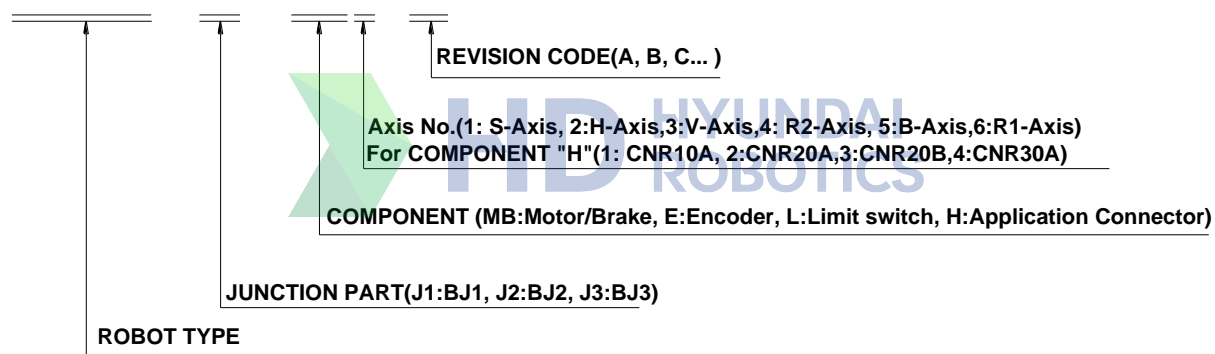 REVISION CODE(A, B, C... )
Axis No.(1: S-Axis, 2:H-Axis,3:V-Axis,4: R2-Axis, 5:B-Axis,6:R1-Axis)
For COMPONENT "H"(1: CNR10A, 2:CNR20A,3:CNR20B,4:CNR30A)
HD HYUNDAI
ROBOTICS
COMPONENT (MB:Motor/Brake, E:Encoder, L:Limit switch, H:Application Connector)
JUNCTION PART(J1:BJ1, J2:BJ2, J3:BJ3)
ROBOT TYPE